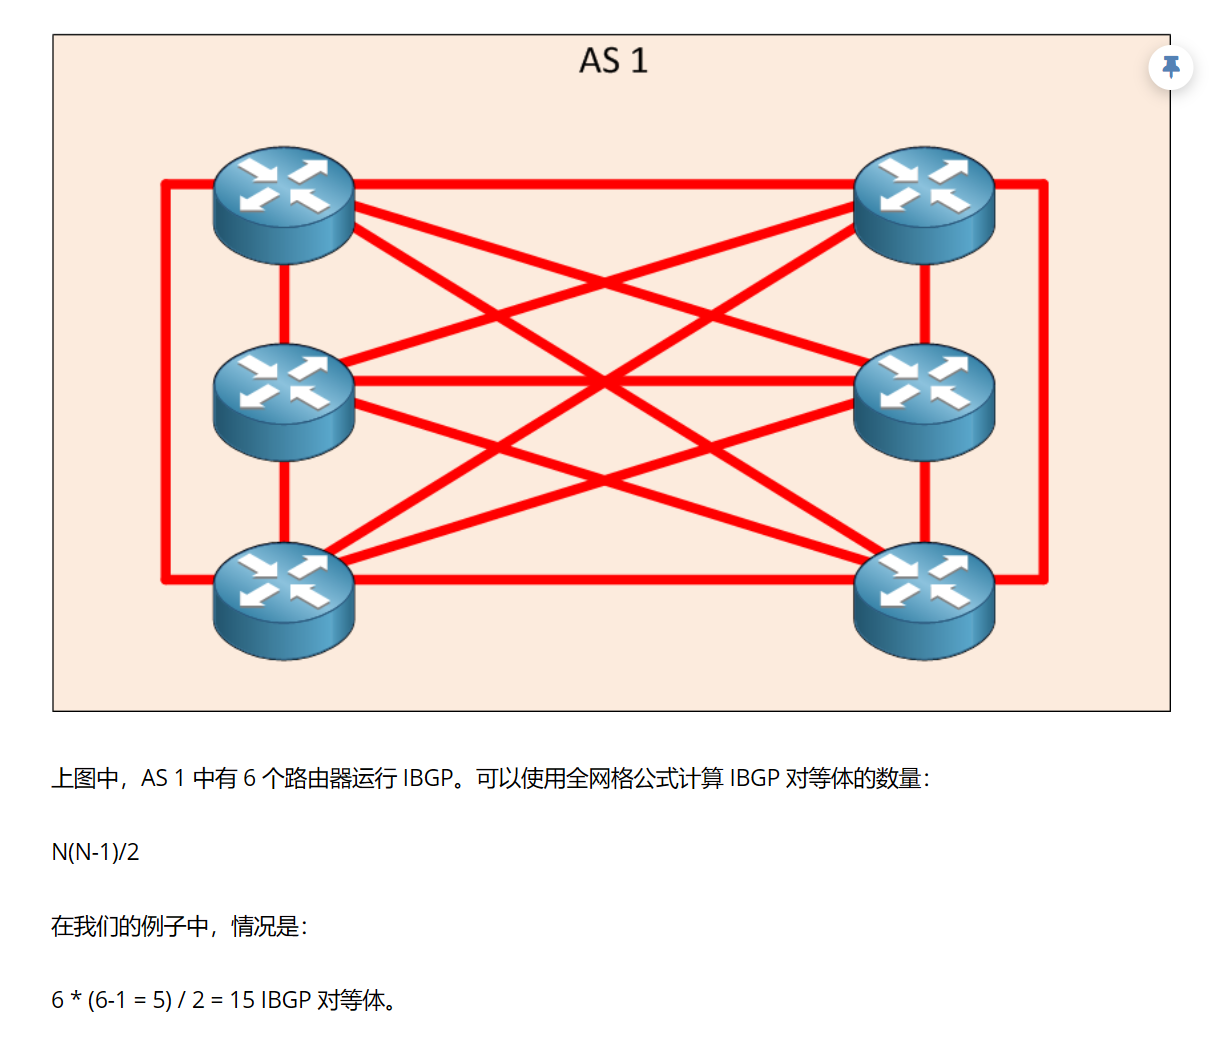 AS 1
上图中，AS 1 中有 6 个路由器运行 IBGP。可以使用全网格公式计算 IBGP 对等体的数量：
N(N-1)/2
在我们的例子中，情况是：
6 * (6-1 = 5) / 2 = 15 IBGP 对等体。